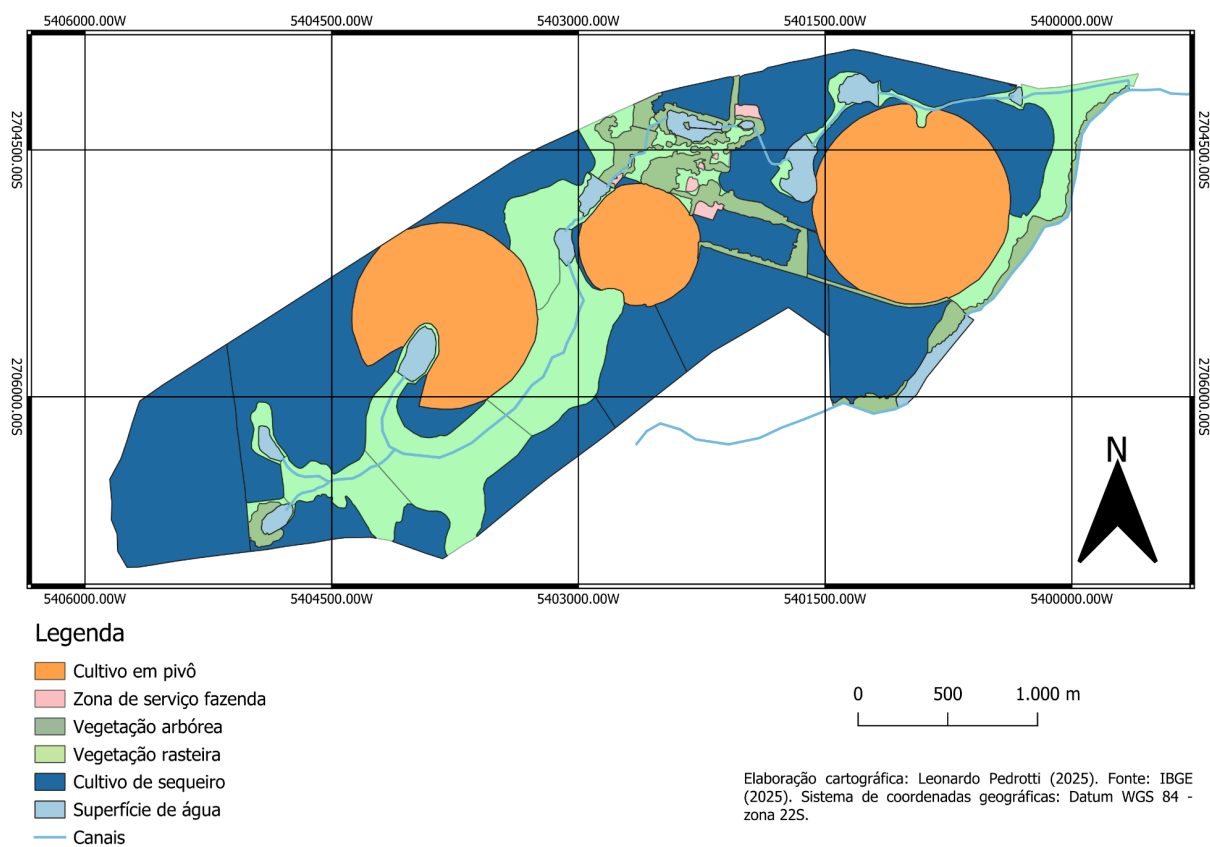 5406000.00W 5404500.00W 5403000.00W 5401500.00W 5400000.00W
2704500.00S
2704500.00S
2706000.00S
2706000.00S
N
5406000.00W 5404500.00W 5403000.00W 5401500.00W 5400000.00W
Legenda
Cultivo em pivô
Zona de serviço fazenda
Vegetação arbórea
Vegetação rasteira
Cultivo de sequeiro
Superfície de água
Canais
0 500 1.000 m
Elaboração cartográfica: Leonardo Pedrotti (2025). Fonte: IBGE
(2025). Sistema de coordenadas geográficas: Datum WGS 84 -
zona 22S.